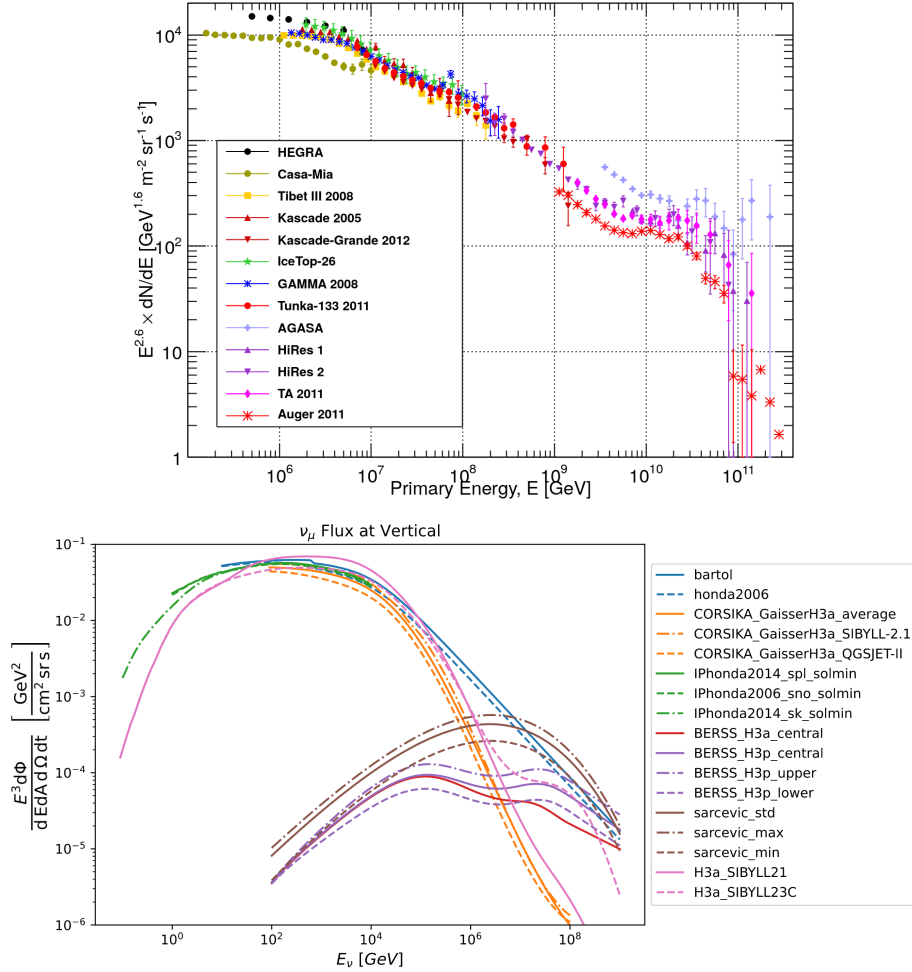 E^2.6 × dN/dE [GeV^1.6 m^-2 sr^-1 s^-1]
10^4
10^3
10^2
10
1
HEGRA
Casa-Mia
Tibet III 2008
Kascade 2005
Kascade-Grande 2012
IceTop-26
GAMMA 2008
Tunka-133 2011
AGASA
HiRes 1
HiRes 2
TA 2011
Auger 2011
10^6 10^7 10^8 10^9 10^10 10^11
Primary Energy, E [GeV]
ν_μ Flux at Vertical
E^3 dΦ / d E d A d Ω d t [GeV^2 / cm^2 sr s]
10^-1
10^-2
10^-3
10^-4
10^-5
10^-6
10^0 10^2 10^4 10^6 10^8
E_ν [GeV]
bartol
honda2006
CORSIKA_GaisserH3a_average
CORSIKA_GaisserH3a_SIBYLL-2.1
CORSIKA_GaisserH3a_QGSJET-II
IPhonda2014_spl_solmin
IPhonda2006_sno_solmin
IPhonda2014_sk_solmin
BERSS_H3a_central
BERSS_H3p_central
BERSS_H3p_upper
BERSS_H3p_lower
sarcevic_std
sarcevic_max
sarcevic_min
H3a_SIBYLL21
H3a_SIBYLL23C